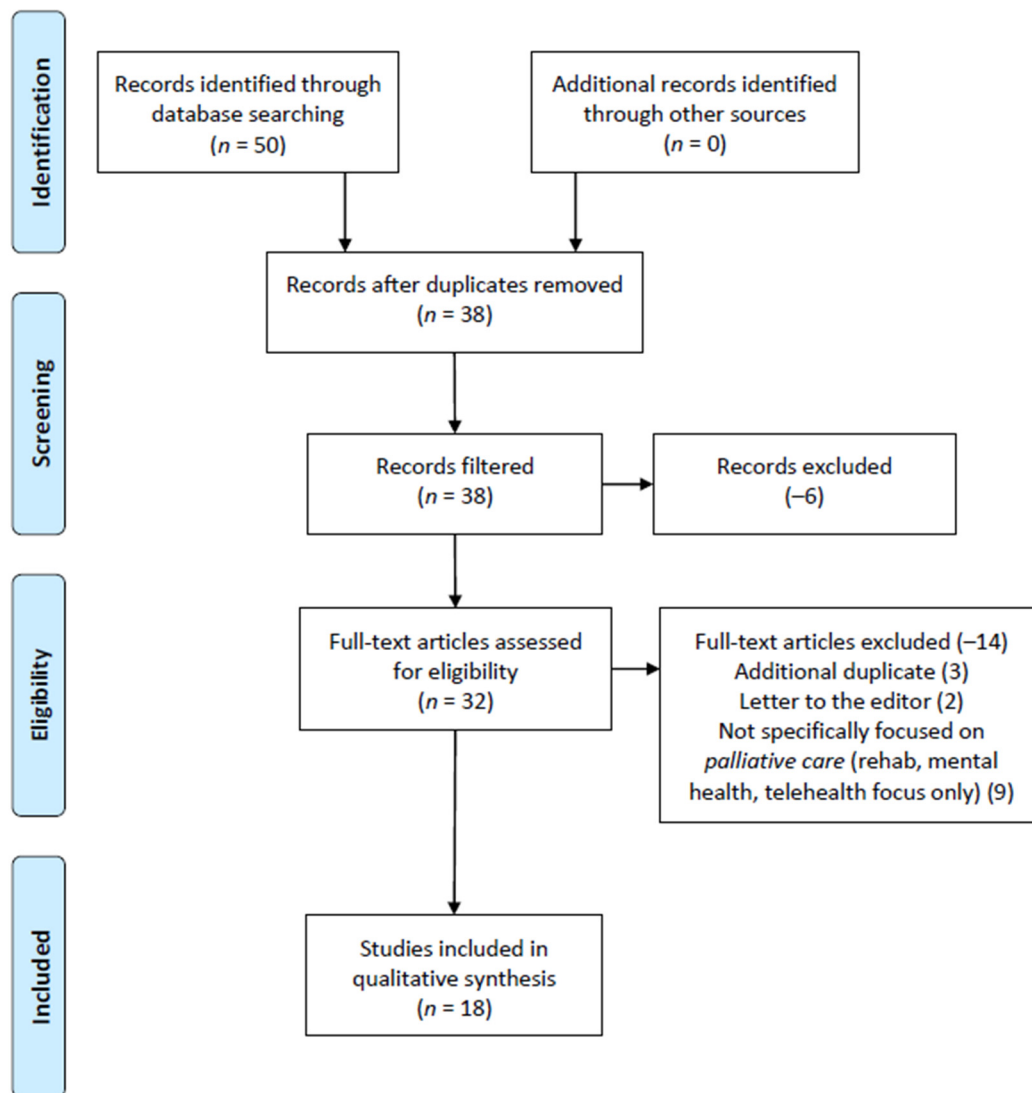 Identification
Records identified through
database searching
(n = 50)
Additional records identified
through other sources
(n = 0)
Records after duplicates removed
(n = 38)
Screening
Records filtered
(n = 38)
Records excluded
(–6)
Eligibility
Full-text articles assessed
for eligibility
(n = 32)
Full-text articles excluded (–14)
Additional duplicate (3)
Letter to the editor (2)
Not specifically focused on
palliative care (rehab, mental
health, telehealth focus only) (9)
Included
Studies included in
qualitative synthesis
(n = 18)